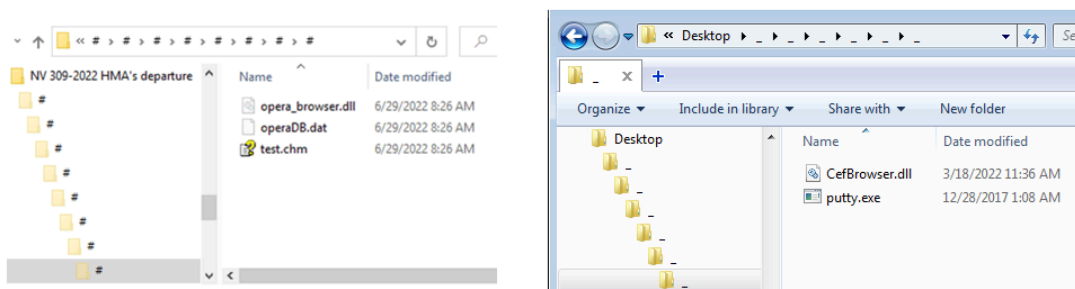 « # › # › # › # › # › # › # › #
NV 309-2022 HMA's departure
#
#
#
#
#
#
#
#
Name Date modified
opera_browser.dll 6/29/2022 8:26 AM
operaDB.dat 6/29/2022 8:26 AM
test.chm 6/29/2022 8:26 AM
« Desktop ▸ _ ▸ _ ▸ _ ▸ _ ▸ _ ▸ _
_ x +
Organize Include in library Share with New folder
Desktop
_
_
_
_
_
_
Name Date modified
CefBrowser.dll 3/18/2022 11:36 AM
putty.exe 12/28/2017 1:08 AM